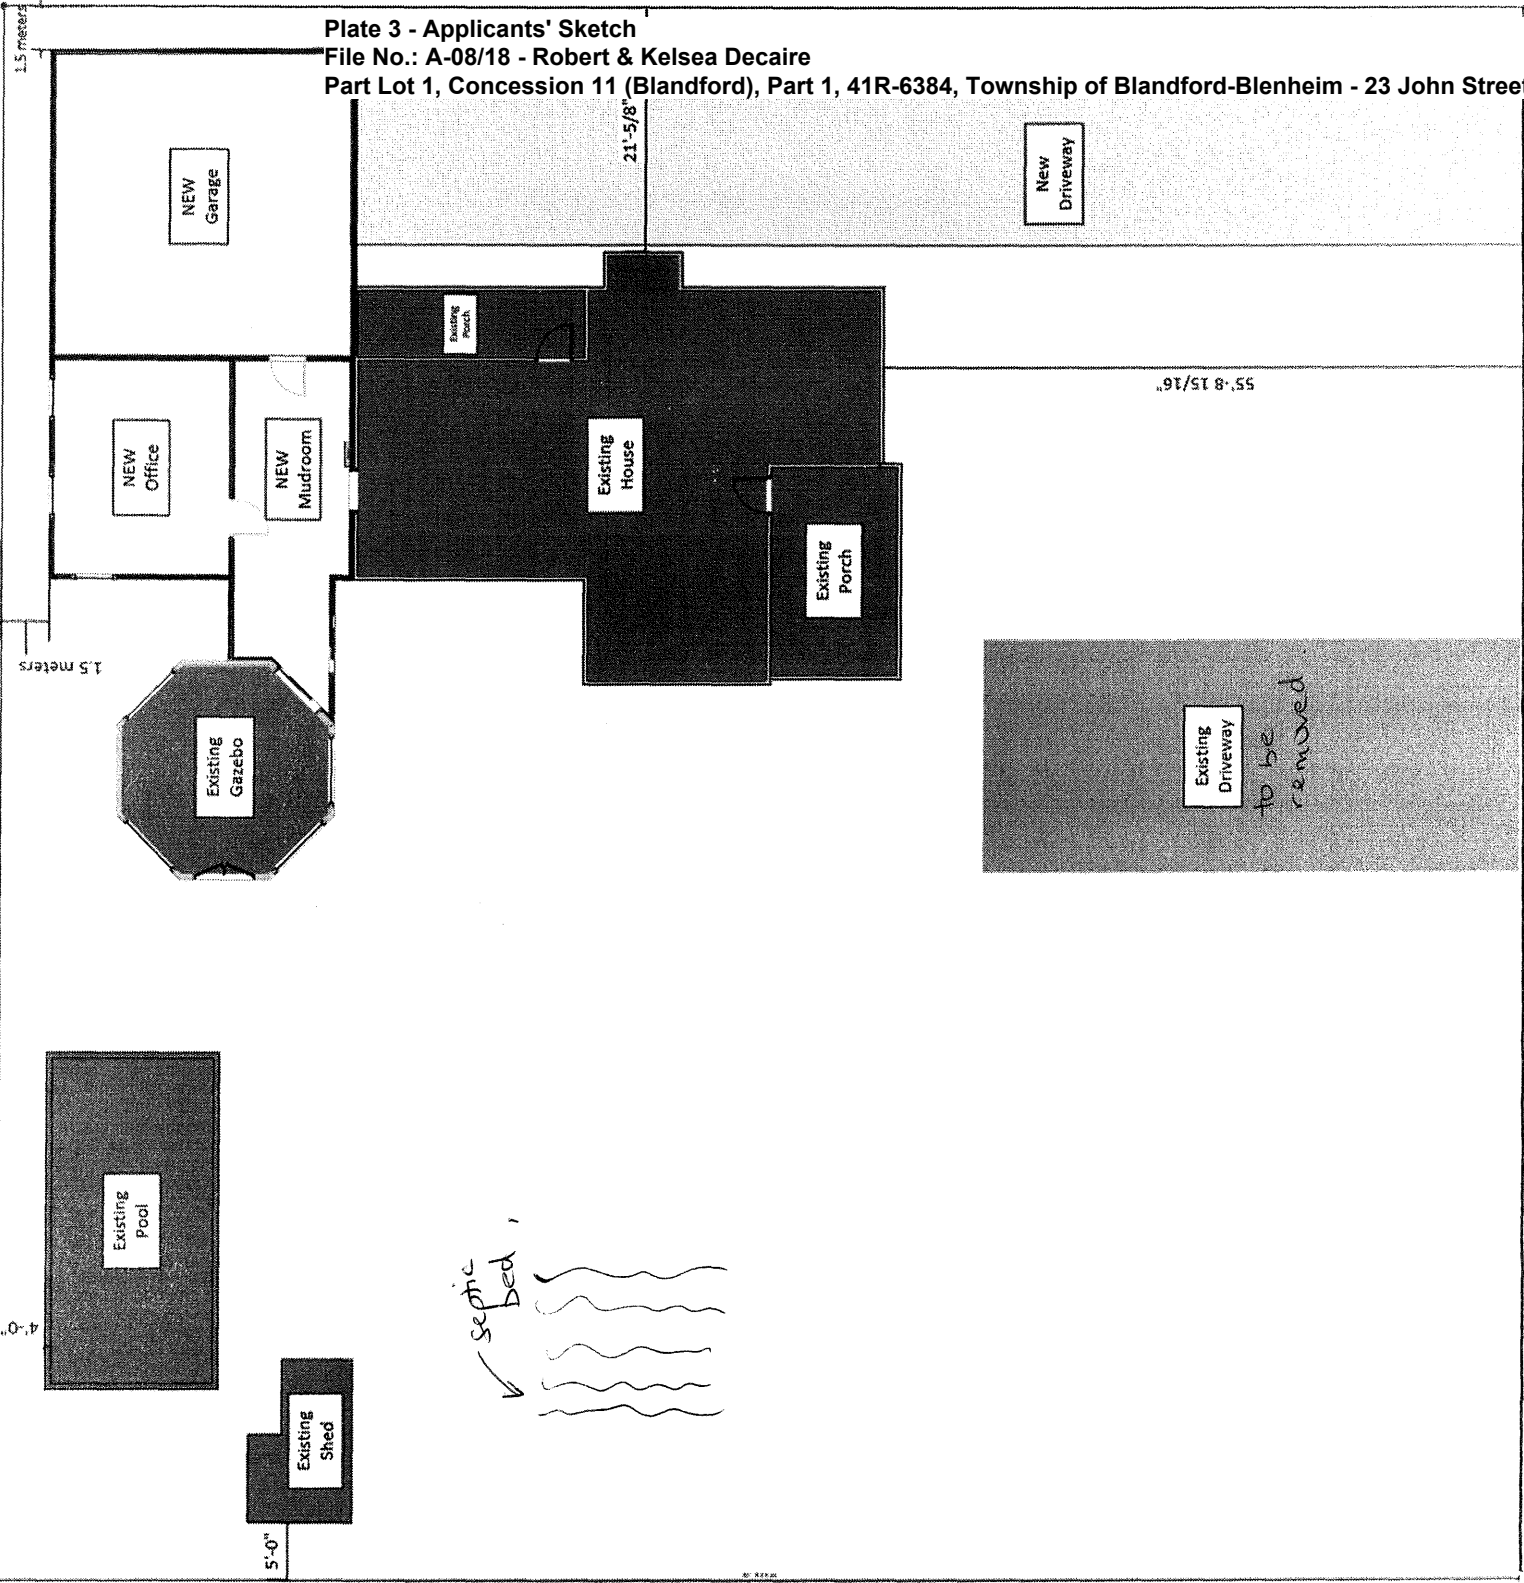 Plate 3 - Applicants' Sketch
File No.: A-08/18 - Robert & Kelsea Decaire
Part Lot 1, Concession 11 (Blandford), Part 1, 41R-6384, Township of Blandford-Blenheim - 23 John Street
1.5 meters
21'-5/8"
NEW
Garage
New
Driveway
Existing
Porch
55'-8 15/16"
NEW
Office
NEW
Mudroom
Existing
House
Existing
Porch
1.5 meters
Existing
Gazebo
Existing
Driveway
to be
removed
Existing
Pool
4'-0"
septic
bed
Existing
Shed
5'-0"